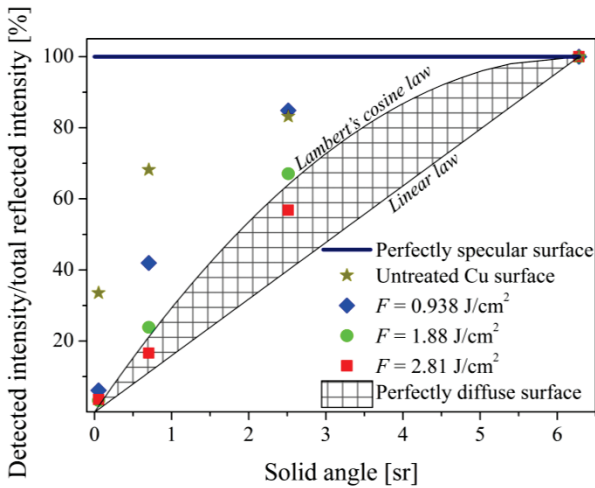 Detected intensity/total reflected intensity [%]
100
80
60
40
20
Lambert's cosine law
Linear law
Perfectly specular surface
Untreated Cu surface
F = 0.938 J/cm²
F = 1.88 J/cm²
F = 2.81 J/cm²
Perfectly diffuse surface
0 1 2 3 4 5 6
Solid angle [sr]